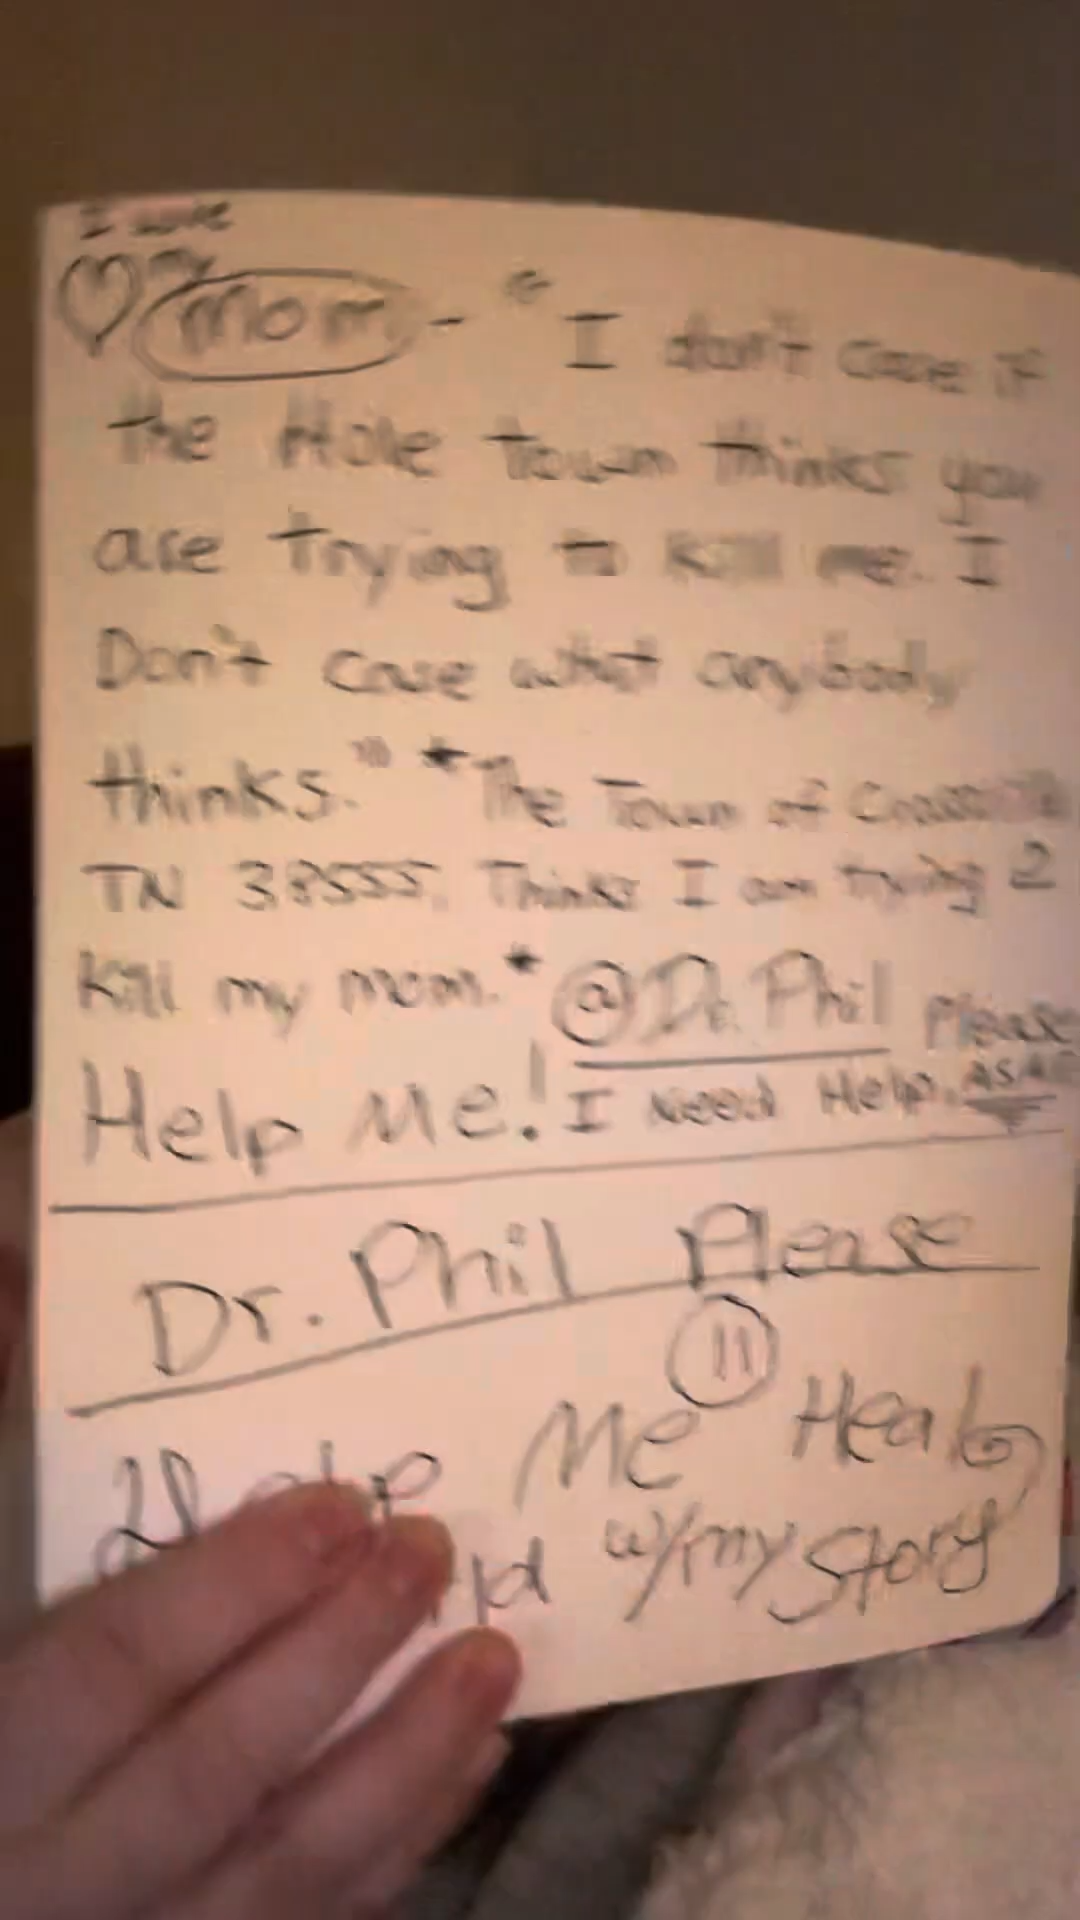 I love
♡ my
Mom - " I don't care if
the Hole town thinks you
are trying to kill me. I
Don't care what anybody
thinks." *The Town of Crossville
TN 38555. Thinks I am trying 2
Kill my mom.* @Dr. Phil Please
Help Me! I Need Help. ASAP
Dr. Phil Please
11
Me Heal
w/my Story